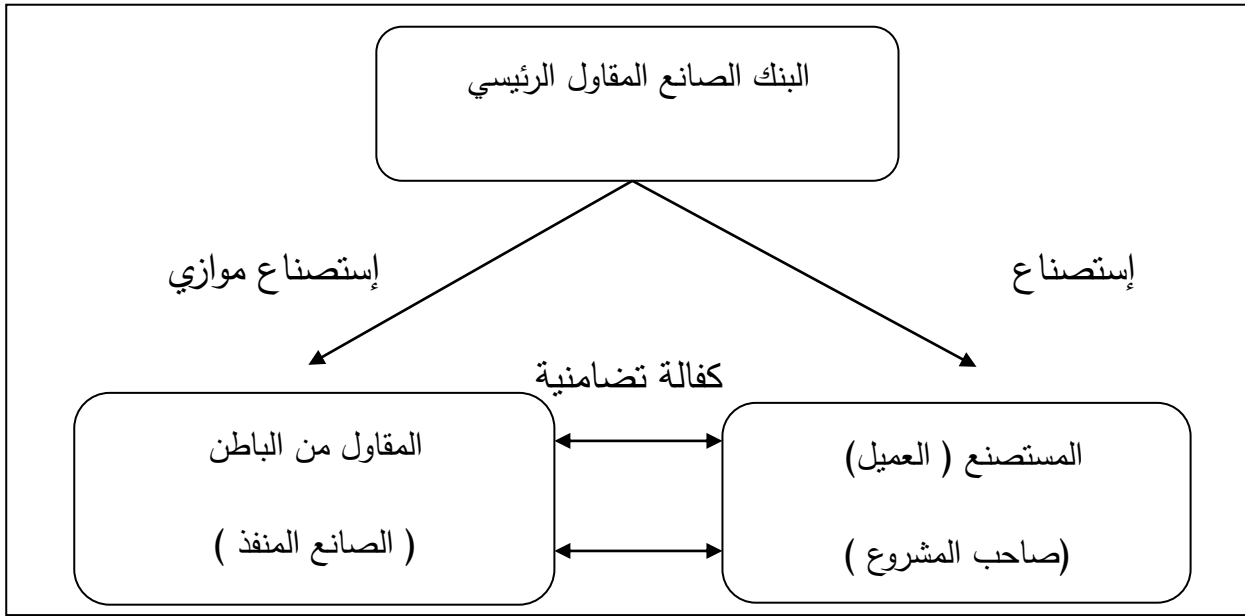 البنك الصانع المقاول الرئيسي
إستصناع
إستصناع موازي
كفالة تضامنية
المستصنع ( العميل)
(صاحب المشروع )
المقاول من الباطن
( الصانع المنفذ )